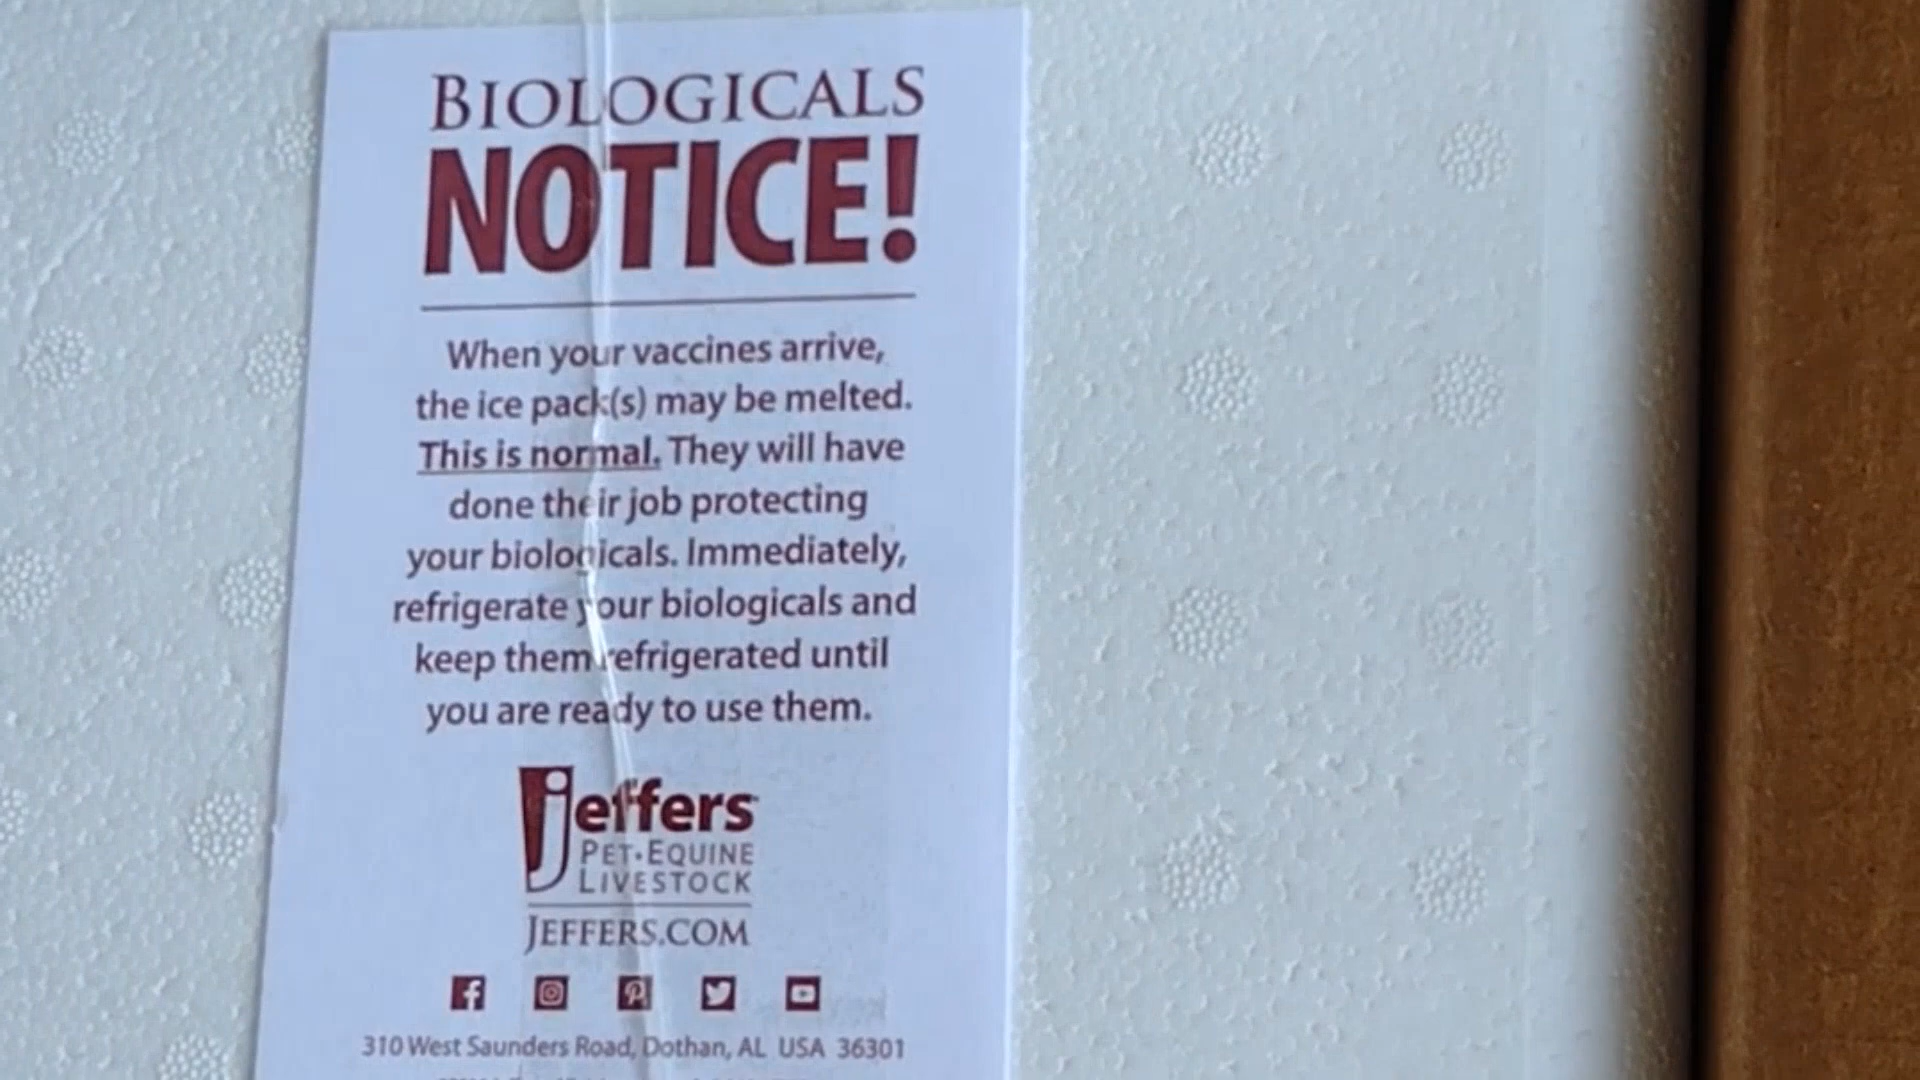 BIOLOGICALS
NOTICE!
When your vaccines arrive,
the ice pack(s) may be melted.
This is normal. They will have
done their job protecting
your biologicals. Immediately,
refrigerate your biologicals and
keep them refrigerated until
you are ready to use them.
jeffers
PET•EQUINE
LIVESTOCK
JEFFERS.COM
310 West Saunders Road, Dothan, AL USA 36301